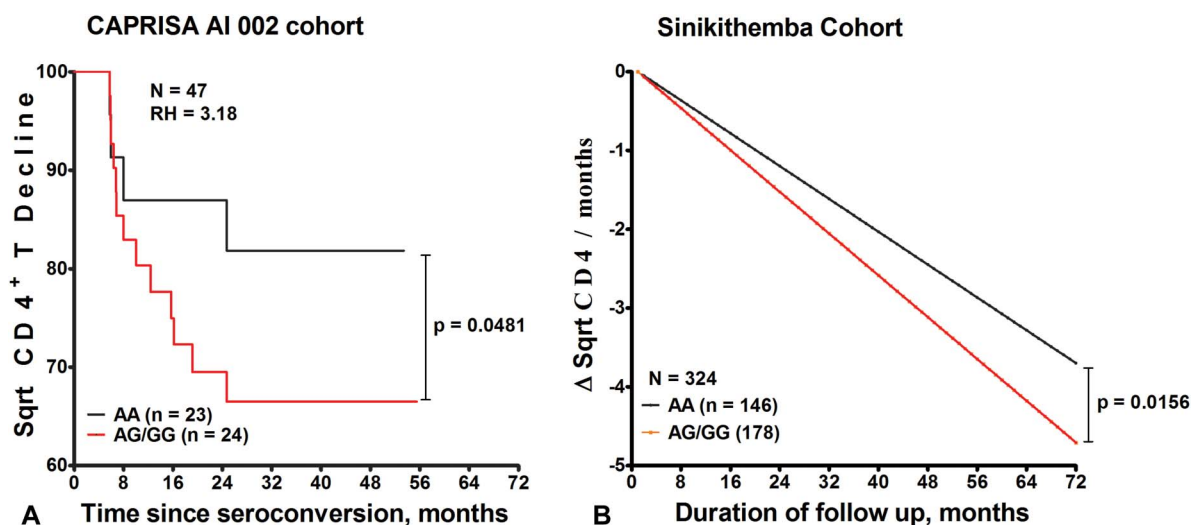 CAPRISA AI 002 cohort
Sqrt CD 4+ T Decline
100
90
80
70
60
N = 47
RH = 3.18
p = 0.0481
AA (n = 23)
AG/GG (n = 24)
0 8 16 24 32 40 48 56 64 72
A Time since seroconversion, months
Sinikithemba Cohort
Δ Sqrt CD4 / months
0
-1
-2
-3
-4
-5
N = 324
AA (n = 146)
AG/GG (178)
p = 0.0156
0 8 16 24 32 40 48 56 64 72
B Duration of follow up, months